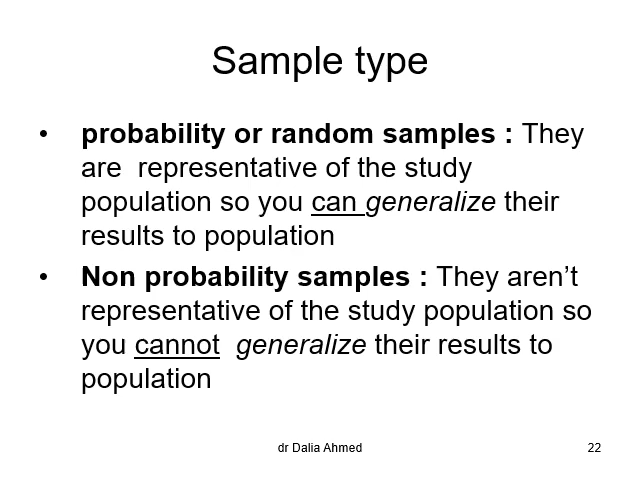 Sample type
• probability or random samples : They
are  representative of the study
population so you can generalize their
results to population
• Non probability samples : They aren’t
representative of the study population so
you cannot  generalize their results to
population
dr Dalia Ahmed
22